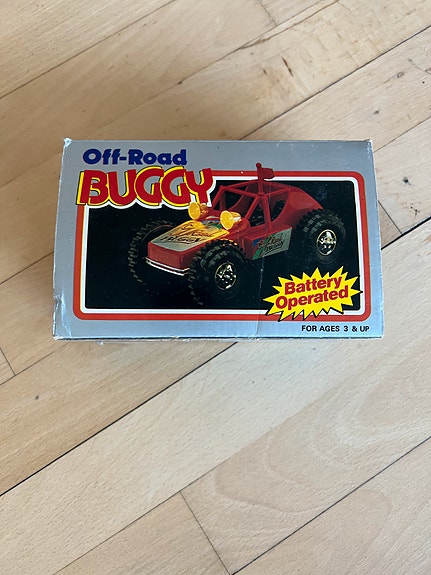 Off-Road
BUGGY
Battery
Operated
FOR AGES 3 & UP